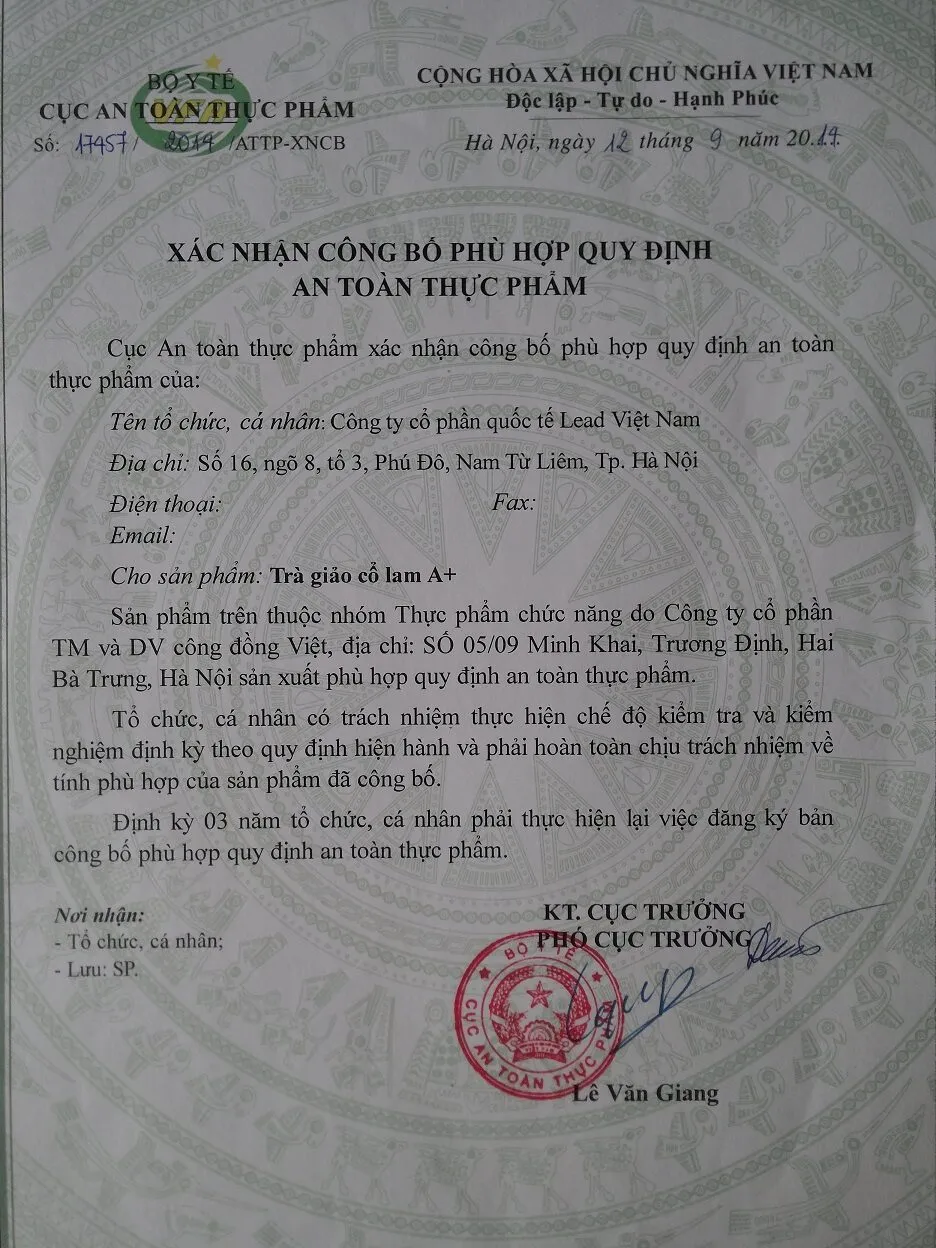 BỘ Y TẾ
CỤC AN TOÀN THỰC PHẨM
Số: 17457/2014/ATTP-XNCB
CỘNG HÒA XÃ HỘI CHỦ NGHĨA VIỆT NAM
Độc lập - Tự do - Hạnh Phúc
Hà Nội, ngày 12 tháng 9 năm 2014.
XÁC NHẬN CÔNG BỐ PHÙ HỢP QUY ĐỊNH
AN TOÀN THỰC PHẨM
Cục An toàn thực phẩm xác nhận công bố phù hợp quy định an toàn
thực phẩm của:
Tên tổ chức, cá nhân: Công ty cổ phần quốc tế Lead Việt Nam
Địa chỉ: Số 16, ngõ 8, tổ 3, Phú Đô, Nam Từ Liêm, Tp. Hà Nội
Điện thoại: Fax:
Email:
Cho sản phẩm: Trà giảo cổ lam A+
Sản phẩm trên thuộc nhóm Thực phẩm chức năng do Công ty cổ phần
TM và DV công đồng Việt, địa chỉ: SỐ 05/09 Minh Khai, Trương Định, Hai
Bà Trưng, Hà Nội sản xuất phù hợp quy định an toàn thực phẩm.
Tổ chức, cá nhân có trách nhiệm thực hiện chế độ kiểm tra và kiểm
nghiệm định kỳ theo quy định hiện hành và phải hoàn toàn chịu trách nhiệm về
tính phù hợp của sản phẩm đã công bố.
Định kỳ 03 năm tổ chức, cá nhân phải thực hiện lại việc đăng ký bản
công bố phù hợp quy định an toàn thực phẩm.
Nơi nhận:
- Tổ chức, cá nhân;
- Lưu: SP.
KT. CỤC TRƯỞNG
PHÓ CỤC TRƯỞNG
BỘ Y TẾ
CỤC AN TOÀN THỰC PHẨM
Lê Văn Giang